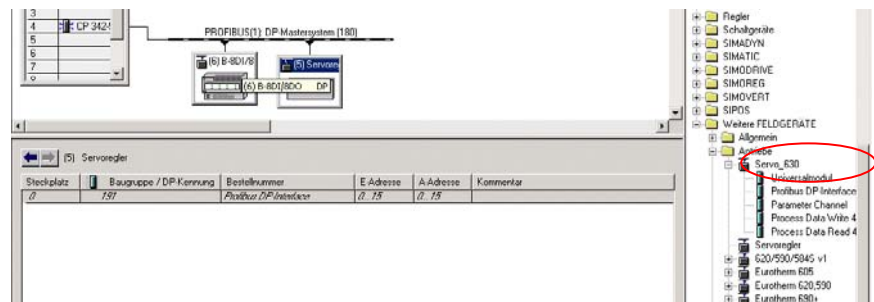 3
4 CP 342-
5
6
7
PROFIBUS(1): DP-Mastersystem (180)
(6) B-8DI/8
(5) Servore
(6) B-8DI/8DO DP
(5) Servoregler
Steckplatz Baugruppe / DP-Kennung Bestellnummer E-Adresse A-Adresse Kommentar
0 191 Profibus DP-Interface 0..15 0..15
Regler
Schaltgeräte
SIMADYN
SIMATIC
SIMODRIVE
SIMOREG
SIMOVERT
SIPOS
Weitere FELDGERÄTE
Allgemein
Antriebe
Servo_630
Universalmodul
Profibus DP-Interface
Parameter Channel
Process Data Write 4
Process Data Read 4
Servoregler
620/590/584S v1
Eurotherm 605
Eurotherm 620,590
Eurotherm 690+